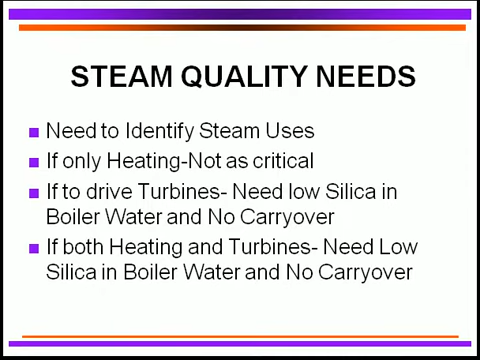 STEAM QUALITY NEEDS
Need to Identify Steam Uses
If only Heating-Not as critical
If to drive Turbines- Need low Silica in
Boiler Water and No Carryover
If both Heating and Turbines- Need Low
Silica in Boiler Water and No Carryover